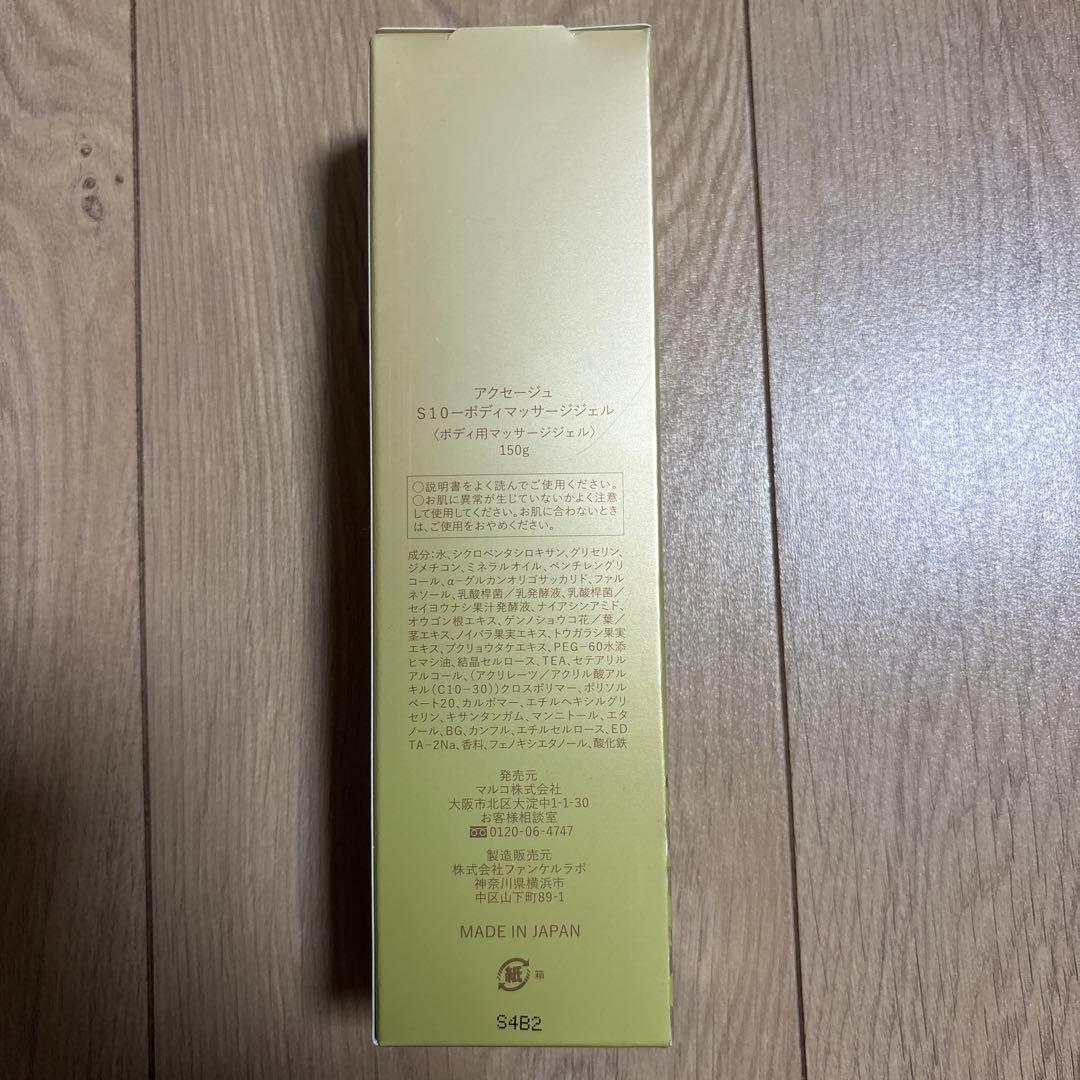 アクセージュ
S10ーボディマッサージジェル
〈ボディ用マッサージジェル〉
150g
○説明書をよく読んでご使用ください。
○お肌に異常が生じていないかよく注意
して使用してください。お肌に合わないとき
は、ご使用をおやめください。
成分：水、シクロペンタシロキサン、グリセリン、
ジメチコン、ミネラルオイル、ペンチレングリ
コール、α-グルカンオリゴサッカリド、ファル
ネソール、乳酸桿菌／乳発酵液、乳酸桿菌／
セイヨウナシ果汁発酵液、ナイアシンアミド、
オウゴン根エキス、ゲンノショウコ花／葉／
茎エキス、ノイバラ果実エキス、トウガラシ果実
エキス、ブクリョウタケエキス、PEG-60水添
ヒマシ油、結晶セルロース、TEA、セテアリル
アルコール、（アクリレーツ／アクリル酸アル
キル（C10-30））クロスポリマー、ポリソル
ベート20、カルボマー、エチルヘキシルグリ
セリン、キサンタンガム、マンニトール、エタ
ノール、BG、カンフル、エチルセルロース、ED
TA-2Na、香料、フェノキシエタノール、酸化鉄
発売元
マルコ株式会社
大阪市北区大淀中1-1-30
お客様相談室
0120-06-4747
製造販売元
株式会社ファンケルラボ
神奈川県横浜市
中区山下町89-1
MADE IN JAPAN
紙 箱
S4B2